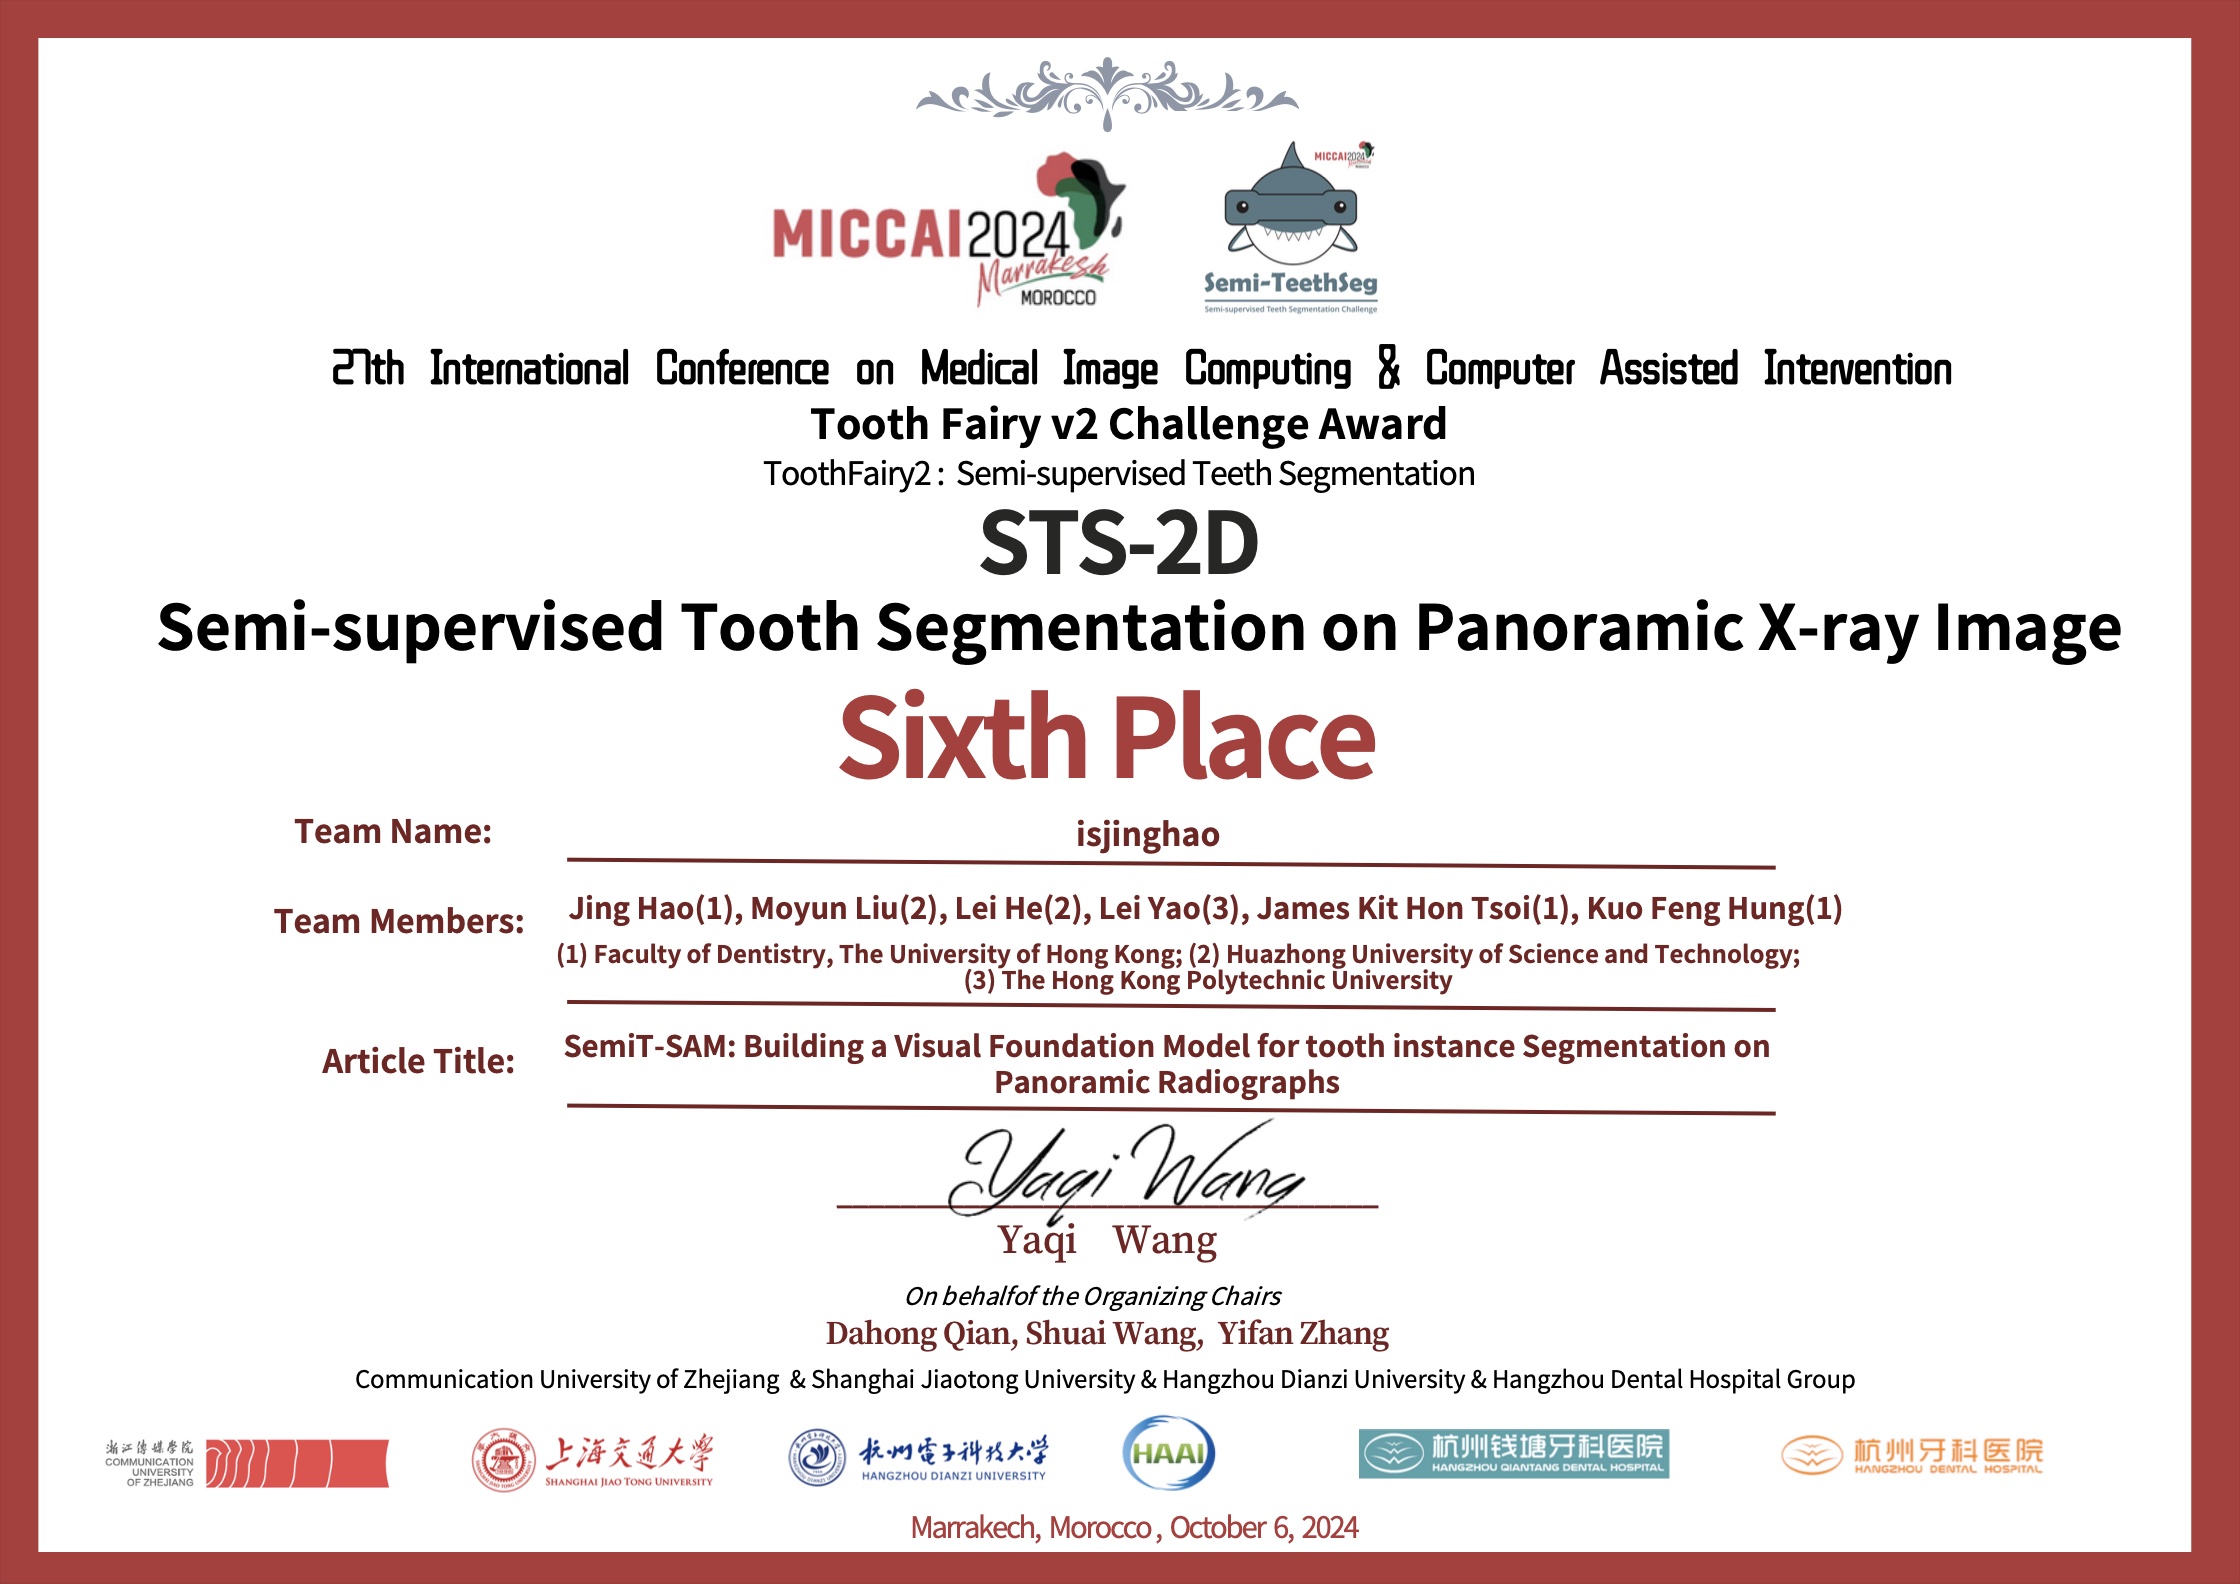 MICCAI2024
Marrakesh
MOROCCO
MICCAI2024
Semi-TeethSeg
Semi-supervised Teeth Segmentation Challenge
27th International Conference on Medical Image Computing & Computer Assisted Intervention
Tooth Fairy v2 Challenge Award
ToothFairy2 : Semi-supervised Teeth Segmentation
STS-2D
Semi-supervised Tooth Segmentation on Panoramic X-ray Image
Sixth Place
Team Name: isjinghao
Team Members: Jing Hao(1), Moyun Liu(2), Lei He(2), Lei Yao(3), James Kit Hon Tsoi(1), Kuo Feng Hung(1)
(1) Faculty of Dentistry, The University of Hong Kong; (2) Huazhong University of Science and Technology;
(3) The Hong Kong Polytechnic University
Article Title: SemiT-SAM: Building a Visual Foundation Model for tooth instance Segmentation on
Panoramic Radiographs
Yaqi Wang
Yaqi Wang
On behalfof the Organizing Chairs
Dahong Qian, Shuai Wang, Yifan Zhang
Communication University of Zhejiang & Shanghai Jiaotong University & Hangzhou Dianzi University & Hangzhou Dental Hospital Group
浙江传媒学院
COMMUNICATION
UNIVERSITY
OF ZHEJIANG
上海交通大学
SHANGHAI JIAO TONG UNIVERSITY
杭州电子科技大学
HANGZHOU DIANZI UNIVERSITY
HAAI
杭州钱塘牙科医院
HANGZHOU QIANTANG DENTAL HOSPITAL
杭州牙科医院
HANGZHOU DENTAL HOSPITAL
Marrakech, Morocco , October 6, 2024